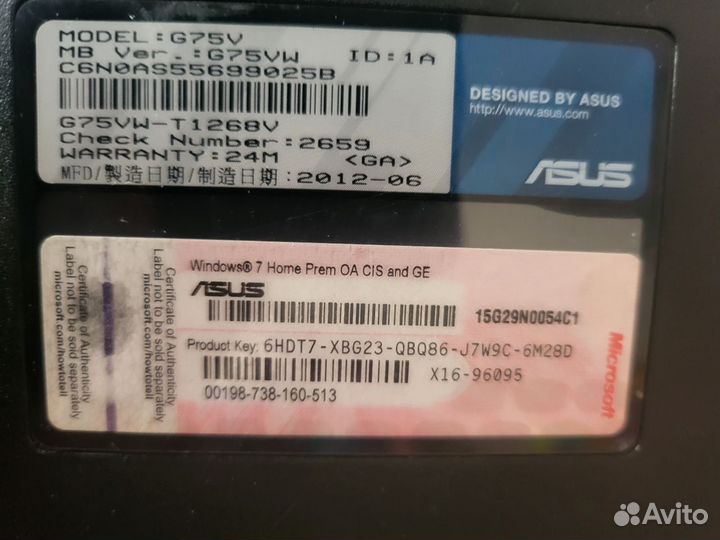 MODEL:G75V
MB Ver.:G75VW ID:1A
C6N0AS55699025B
G75VW-T1268V
Check Number:2659
WARRANTY:24M <GA>
MFD/製造日期/制造日期:2012-06
DESIGNED BY ASUS
http://www.asus.com
ASUS
Certificate of Authenticity
Label not to be sold separately
microsoft.com/howtotell
Certificate of Authenticity
Label not to be sold separately
microsoft.com/howtotell
Windows® 7 Home Prem OA CIS and GE
ASUS
15G29N0054C1
Product Key: 6HDT7-XBG23-QBQ86-J7W9C-6M28D
X16-96095
00198-738-160-513
Microsoft
Avito